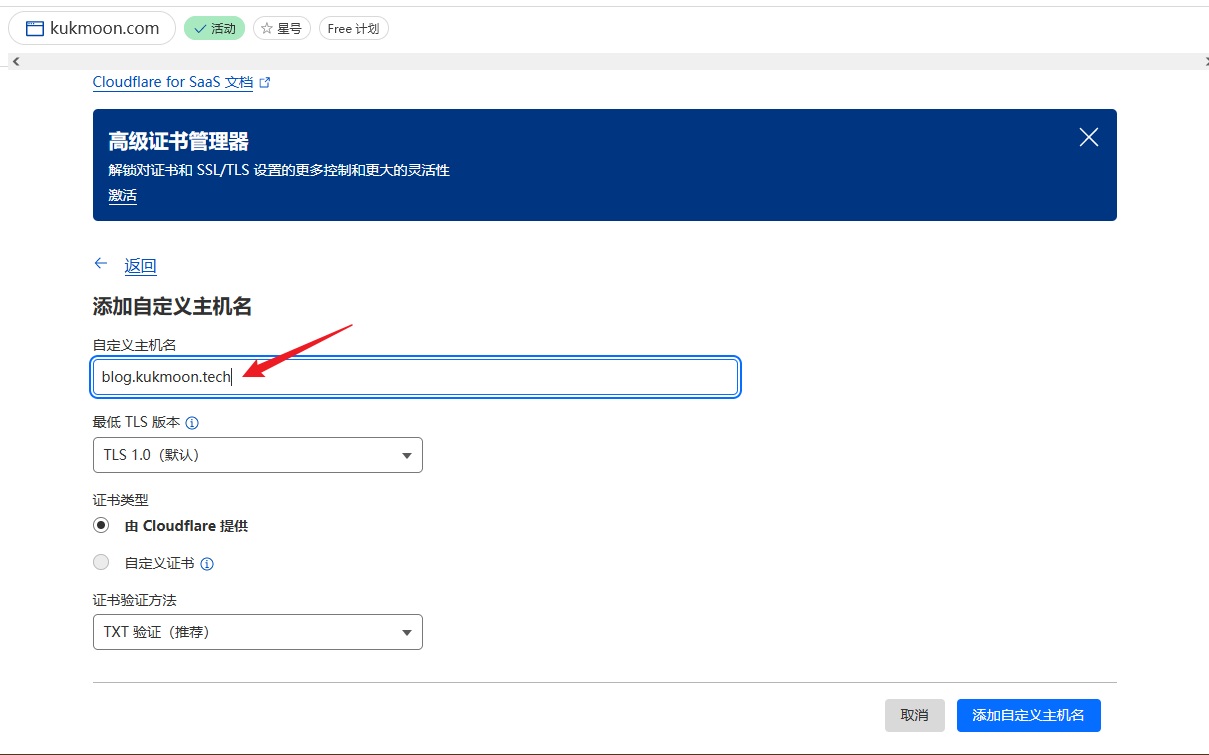 kukmoon.com 活动 星号 Free 计划
Cloudflare for SaaS 文档
高级证书管理器
解锁对证书和 SSL/TLS 设置的更多控制和更大的灵活性
激活
返回
添加自定义主机名
自定义主机名
blog.kukmoon.tech
最低 TLS 版本
TLS 1.0（默认）
证书类型
由 Cloudflare 提供
自定义证书
证书验证方法
TXT 验证（推荐）
取消 添加自定义主机名